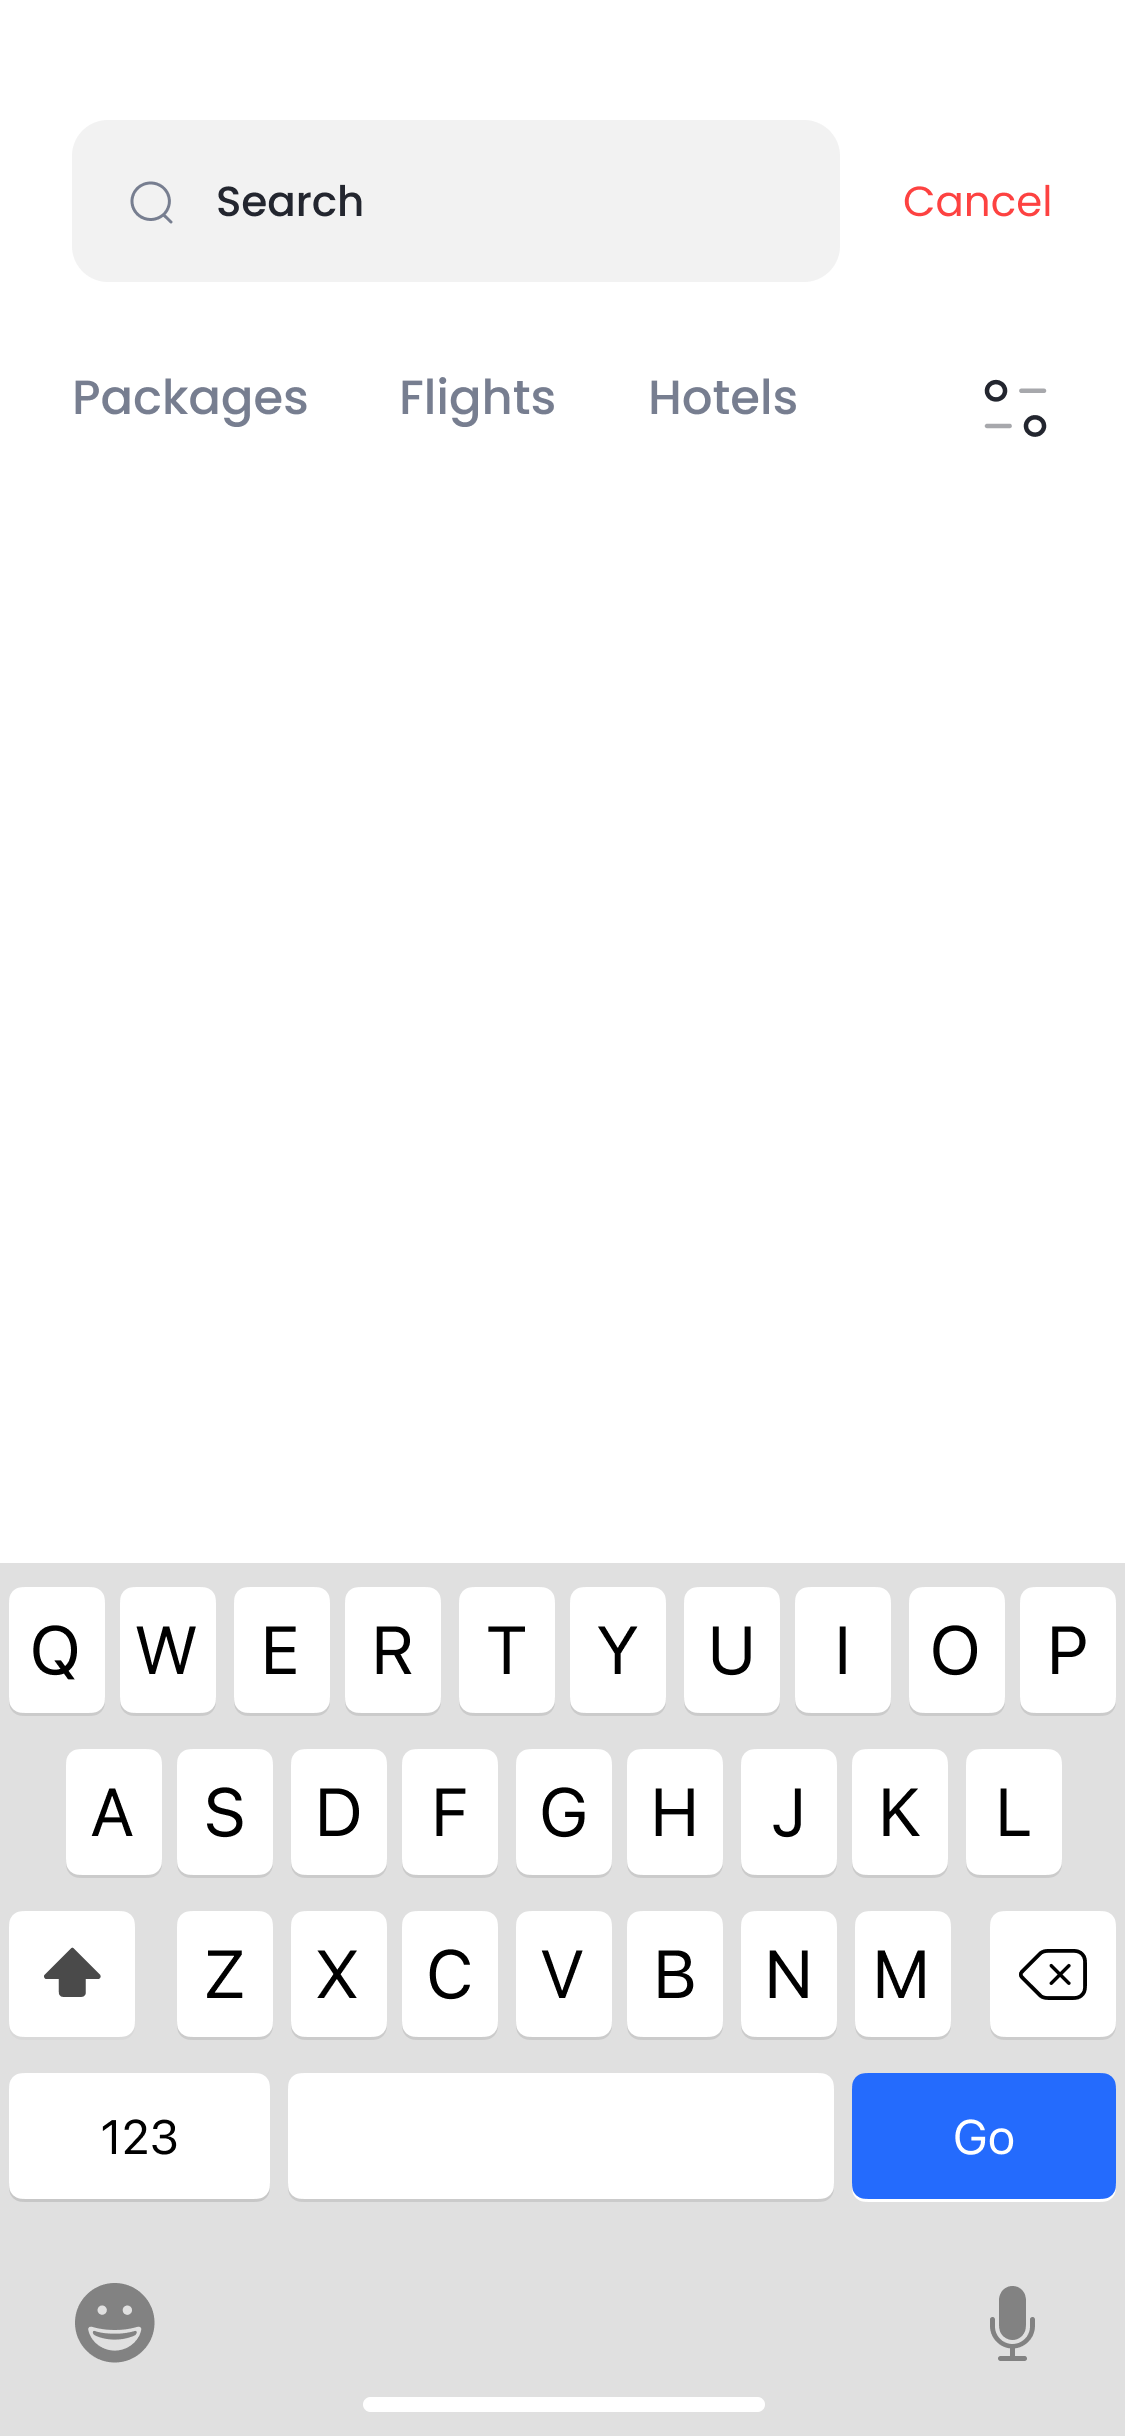 Search Cancel
Packages Flights Hotels
Q W E R T Y U I O P
A S D F G H J K L
Z X C V B N M
123 Go